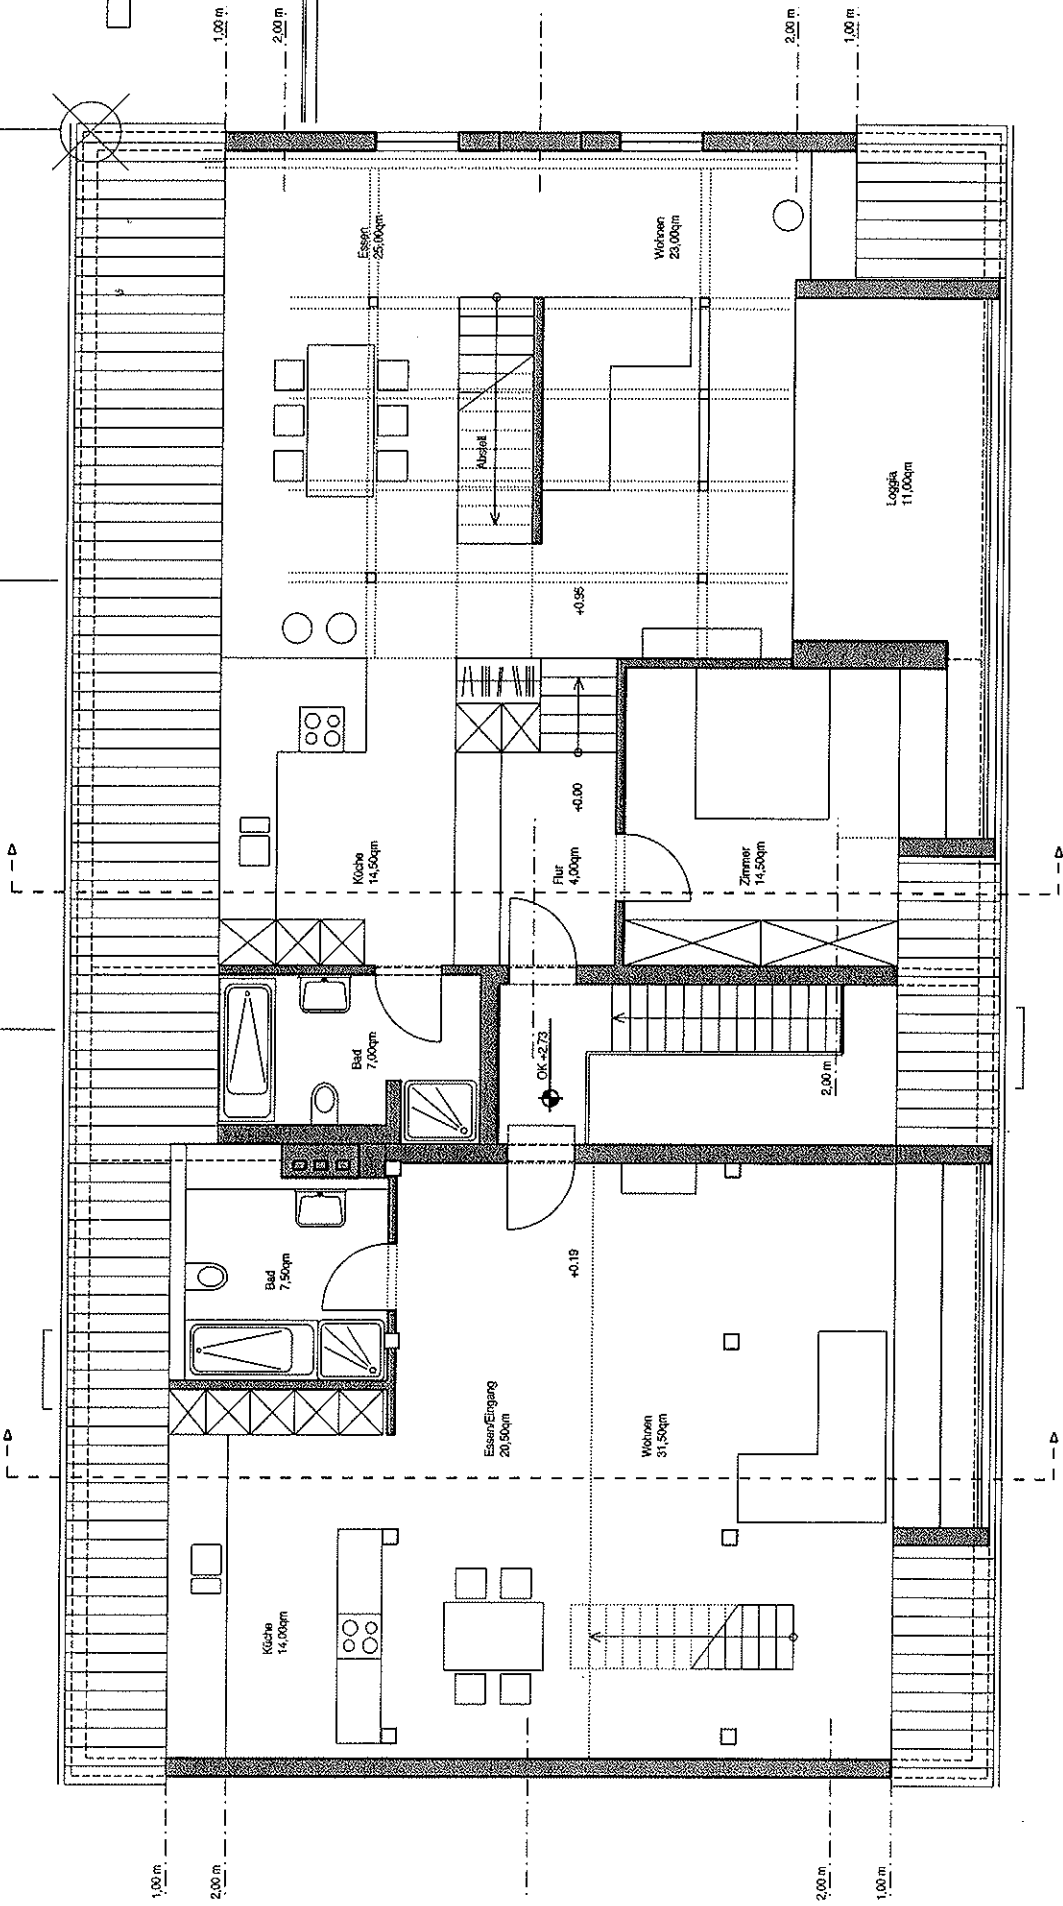 1,00 m
2,00 m
2,00 m
1,00 m
Essen
25,00qm
Wohnen
23,00qm
Abstell
Loggia
11,00qm
+0.95
+0.00
Küche
14,50qm
Flur
4,00qm
Zimmer
14,50qm
Bad
7,00qm
OK +2.73
2,00 m
Bad
7,50qm
+0.19
Essen/Eingang
20,50qm
Wohnen
31,50qm
Küche
14,00qm
1,00 m
2,00 m
2,00 m
1,00 m